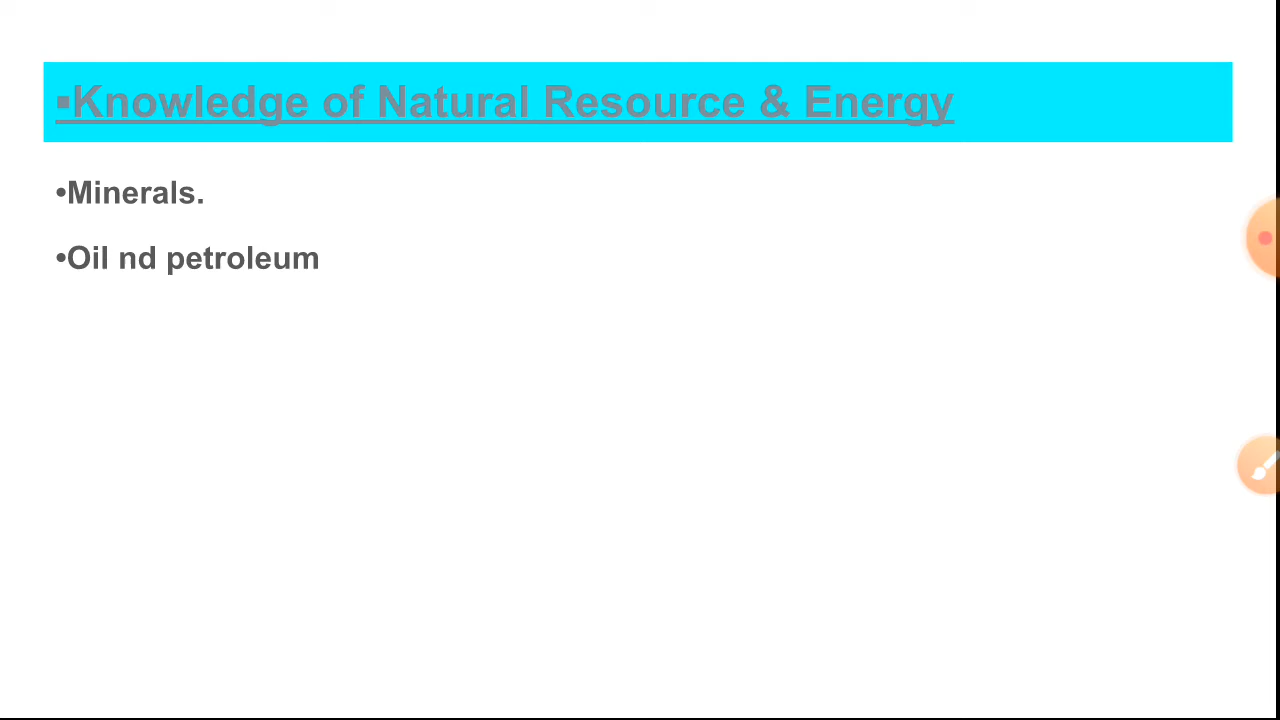 ▪Knowledge of Natural Resource & Energy
•Minerals.
•Oil nd petroleum